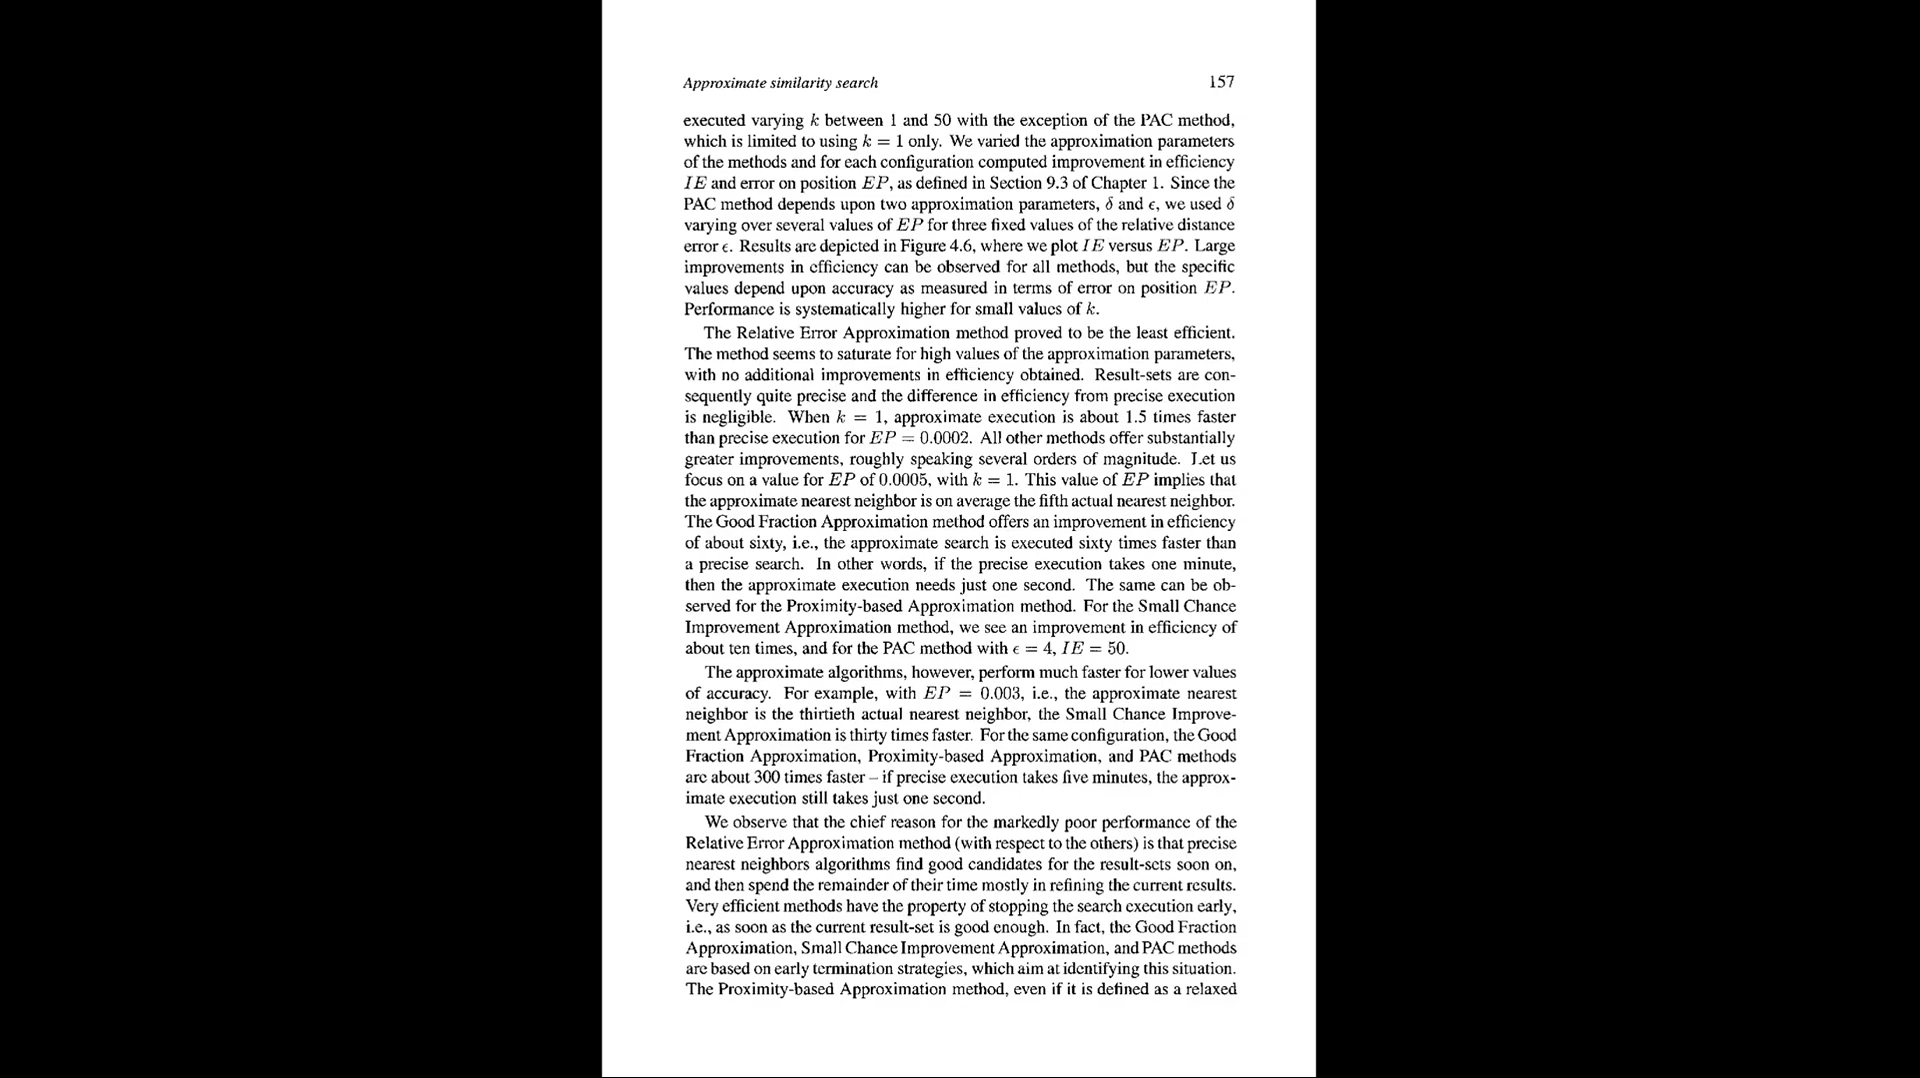 Approximate similarity search 157
executed varying k between 1 and 50 with the exception of the PAC method,
which is limited to using k = 1 only. We varied the approximation parameters
of the methods and for each configuration computed improvement in efficiency
IE and error on position EP, as defined in Section 9.3 of Chapter 1. Since the
PAC method depends upon two approximation parameters, δ and ϵ, we used δ
varying over several values of EP for three fixed values of the relative distance
error ϵ. Results are depicted in Figure 4.6, where we plot IE versus EP. Large
improvements in efficiency can be observed for all methods, but the specific
values depend upon accuracy as measured in terms of error on position EP.
Performance is systematically higher for small values of k.
The Relative Error Approximation method proved to be the least efficient.
The method seems to saturate for high values of the approximation parameters,
with no additional improvements in efficiency obtained. Result-sets are con-
sequently quite precise and the difference in efficiency from precise execution
is negligible. When k = 1, approximate execution is about 1.5 times faster
than precise execution for EP = 0.0002. All other methods offer substantially
greater improvements, roughly speaking several orders of magnitude. Let us
focus on a value for EP of 0.0005, with k = 1. This value of EP implies that
the approximate nearest neighbor is on average the fifth actual nearest neighbor.
The Good Fraction Approximation method offers an improvement in efficiency
of about sixty, i.e., the approximate search is executed sixty times faster than
a precise search. In other words, if the precise execution takes one minute,
then the approximate execution needs just one second. The same can be ob-
served for the Proximity-based Approximation method. For the Small Chance
Improvement Approximation method, we see an improvement in efficiency of
about ten times, and for the PAC method with ϵ = 4, IE = 50.
The approximate algorithms, however, perform much faster for lower values
of accuracy. For example, with EP = 0.003, i.e., the approximate nearest
neighbor is the thirtieth actual nearest neighbor, the Small Chance Improve-
ment Approximation is thirty times faster. For the same configuration, the Good
Fraction Approximation, Proximity-based Approximation, and PAC methods
are about 300 times faster – if precise execution takes five minutes, the approx-
imate execution still takes just one second.
We observe that the chief reason for the markedly poor performance of the
Relative Error Approximation method (with respect to the others) is that precise
nearest neighbors algorithms find good candidates for the result-sets soon on,
and then spend the remainder of their time mostly in refining the current results.
Very efficient methods have the property of stopping the search execution early,
i.e., as soon as the current result-set is good enough. In fact, the Good Fraction
Approximation, Small Chance Improvement Approximation, and PAC methods
are based on early termination strategies, which aim at identifying this situation.
The Proximity-based Approximation method, even if it is defined as a relaxed